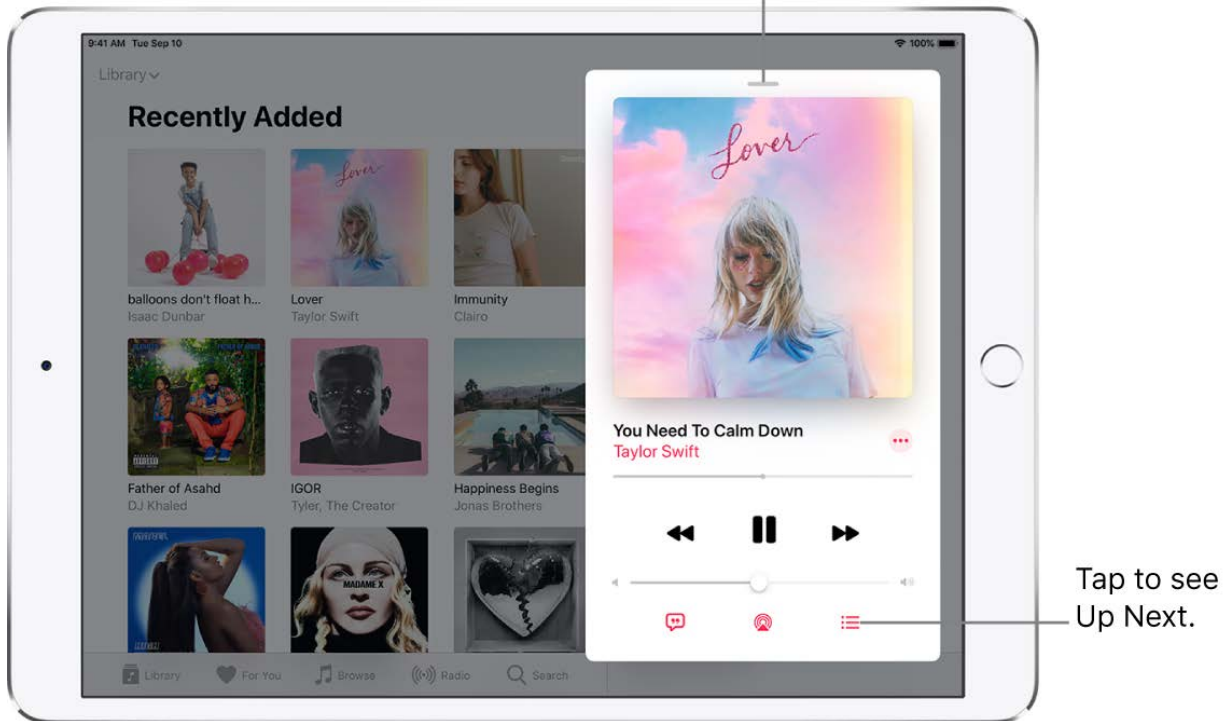 9:41 AM Tue Sep 10
100%
Library
Recently Added
Lover
Lover
balloons don't float h...
Isaac Dunbar
Lover
Taylor Swift
Immunity
Clairo
You Need To Calm Down
Taylor Swift
Father of Asahd
DJ Khaled
IGOR
Tyler, The Creator
Happiness Begins
Jonas Brothers
MADAME X
Tap to see
Up Next.
Library
For You
Browse
Radio
Search